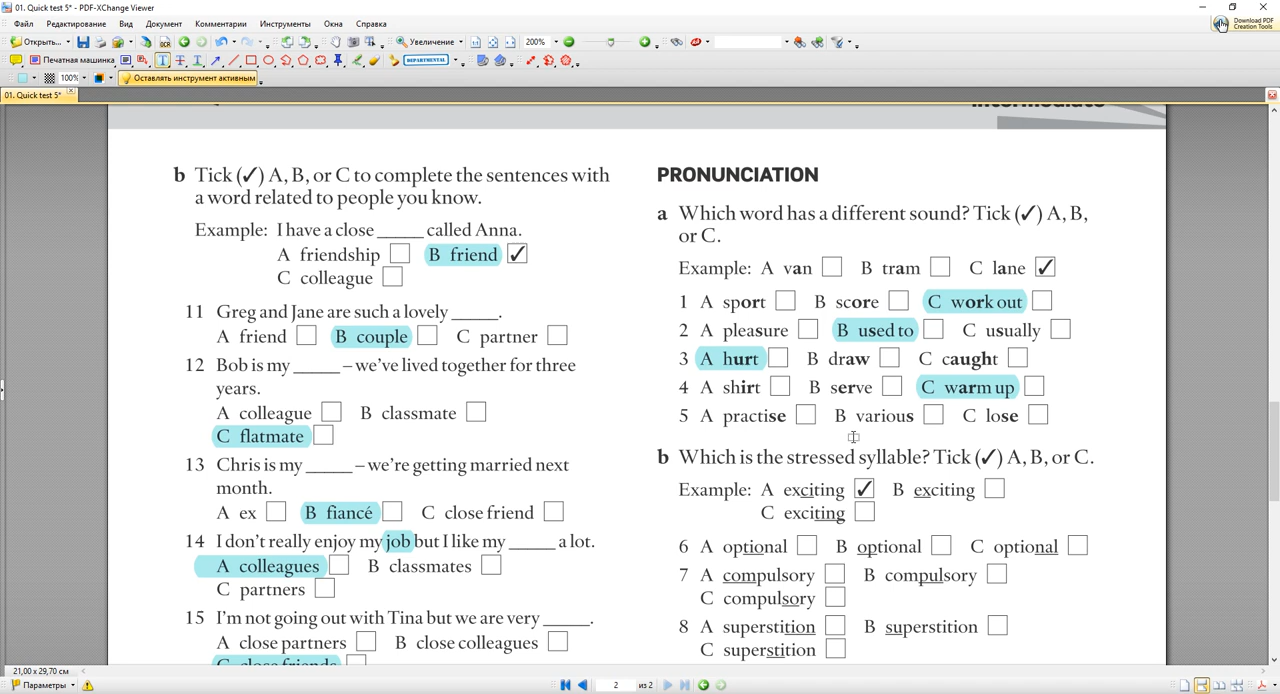 01. Quick test 5* - PDF-XChange Viewer
Файл Редактирование Вид Документ Комментарии Инструменты Окна Справка
PDF Creation Tools
Открыть... OCR Увеличение 200%
Печатная машинка DEPARTMENTAL
100% Оставлять инструмент активным
01. Quick test 5*
Intermediate
b Tick (✓) A, B, or C to complete the sentences with
a word related to people you know.
Example: I have a close _____ called Anna.
A friendship B friend ✓
C colleague
11 Greg and Jane are such a lovely _____.
A friend B couple C partner
12 Bob is my _____ – we’ve lived together for three
years.
A colleague B classmate
C flatmate
13 Chris is my _____ – we’re getting married next
month.
A ex B fiancé C close friend
14 I don’t really enjoy my job but I like my _____ a lot.
A colleagues B classmates
C partners
15 I’m not going out with Tina but we are very _____.
A close partners B close colleagues
C close friends
PRONUNCIATION
a Which word has a different sound? Tick (✓) A, B,
or C.
Example: A van B tram C lane ✓
1 A sport B score C work out
2 A pleasure B used to C usually
3 A hurt B draw C caught
4 A shirt B serve C warm up
5 A practise B various C lose
b Which is the stressed syllable? Tick (✓) A, B, or C.
Example: A exciting ✓ B exciting
C exciting
6 A optional B optional C optional
7 A compulsory B compulsory
C compulsory
8 A superstition B superstition
C superstition
21,00 x 29,70 см
Параметры 2 из 2